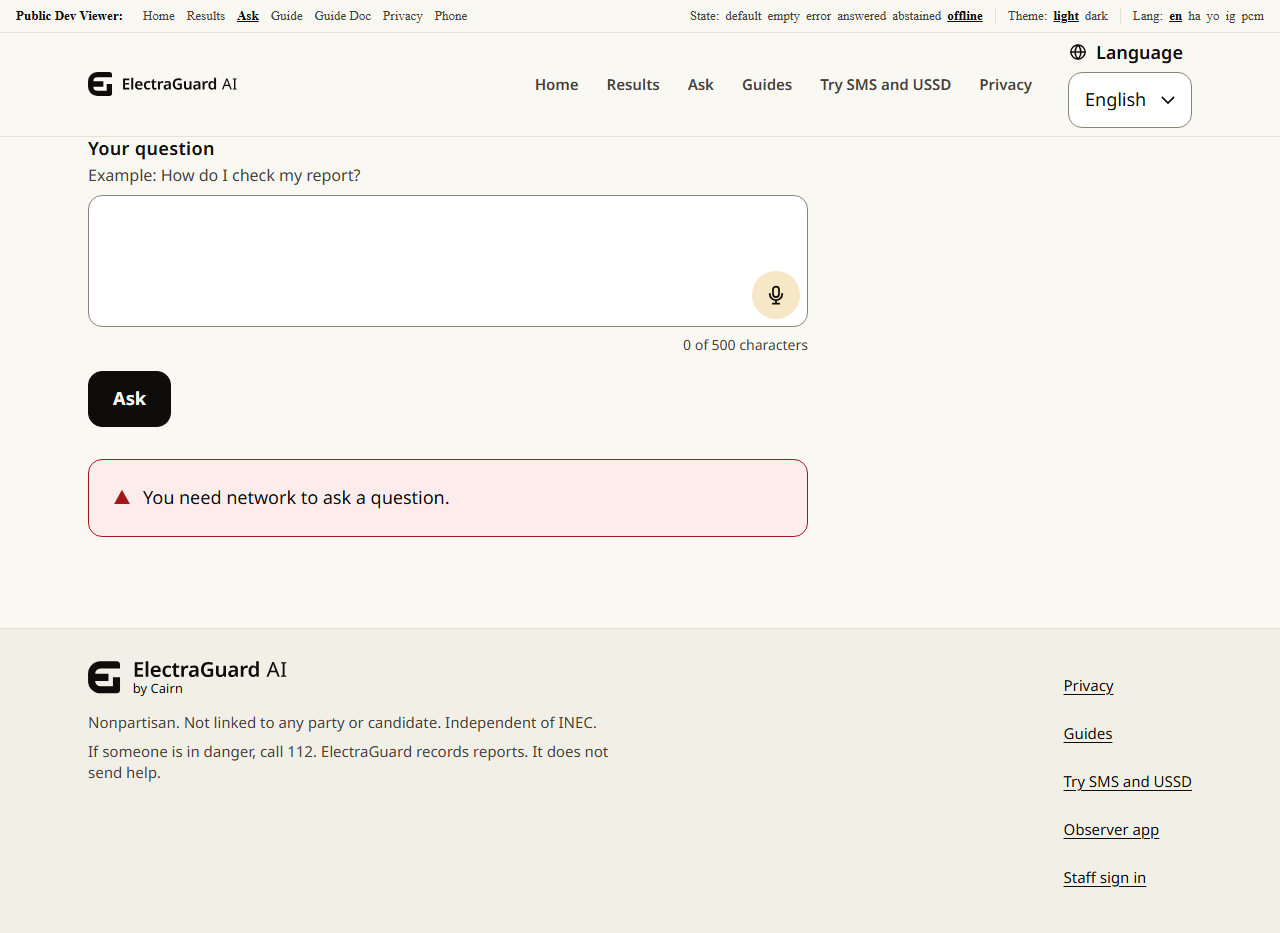 Public Dev Viewer: Home Results Ask Guide Guide Doc Privacy Phone State: default empty error answered abstained offline Theme: light dark Lang: en ha yo ig pcm
ElectraGuard AI Home Results Ask Guides Try SMS and USSD Privacy
Language
English
Your question
Example: How do I check my report?
0 of 500 characters
Ask
You need network to ask a question.
ElectraGuard AI
by Cairn
Nonpartisan. Not linked to any party or candidate. Independent of INEC.
If someone is in danger, call 112. ElectraGuard records reports. It does not
send help.
Privacy
Guides
Try SMS and USSD
Observer app
Staff sign in